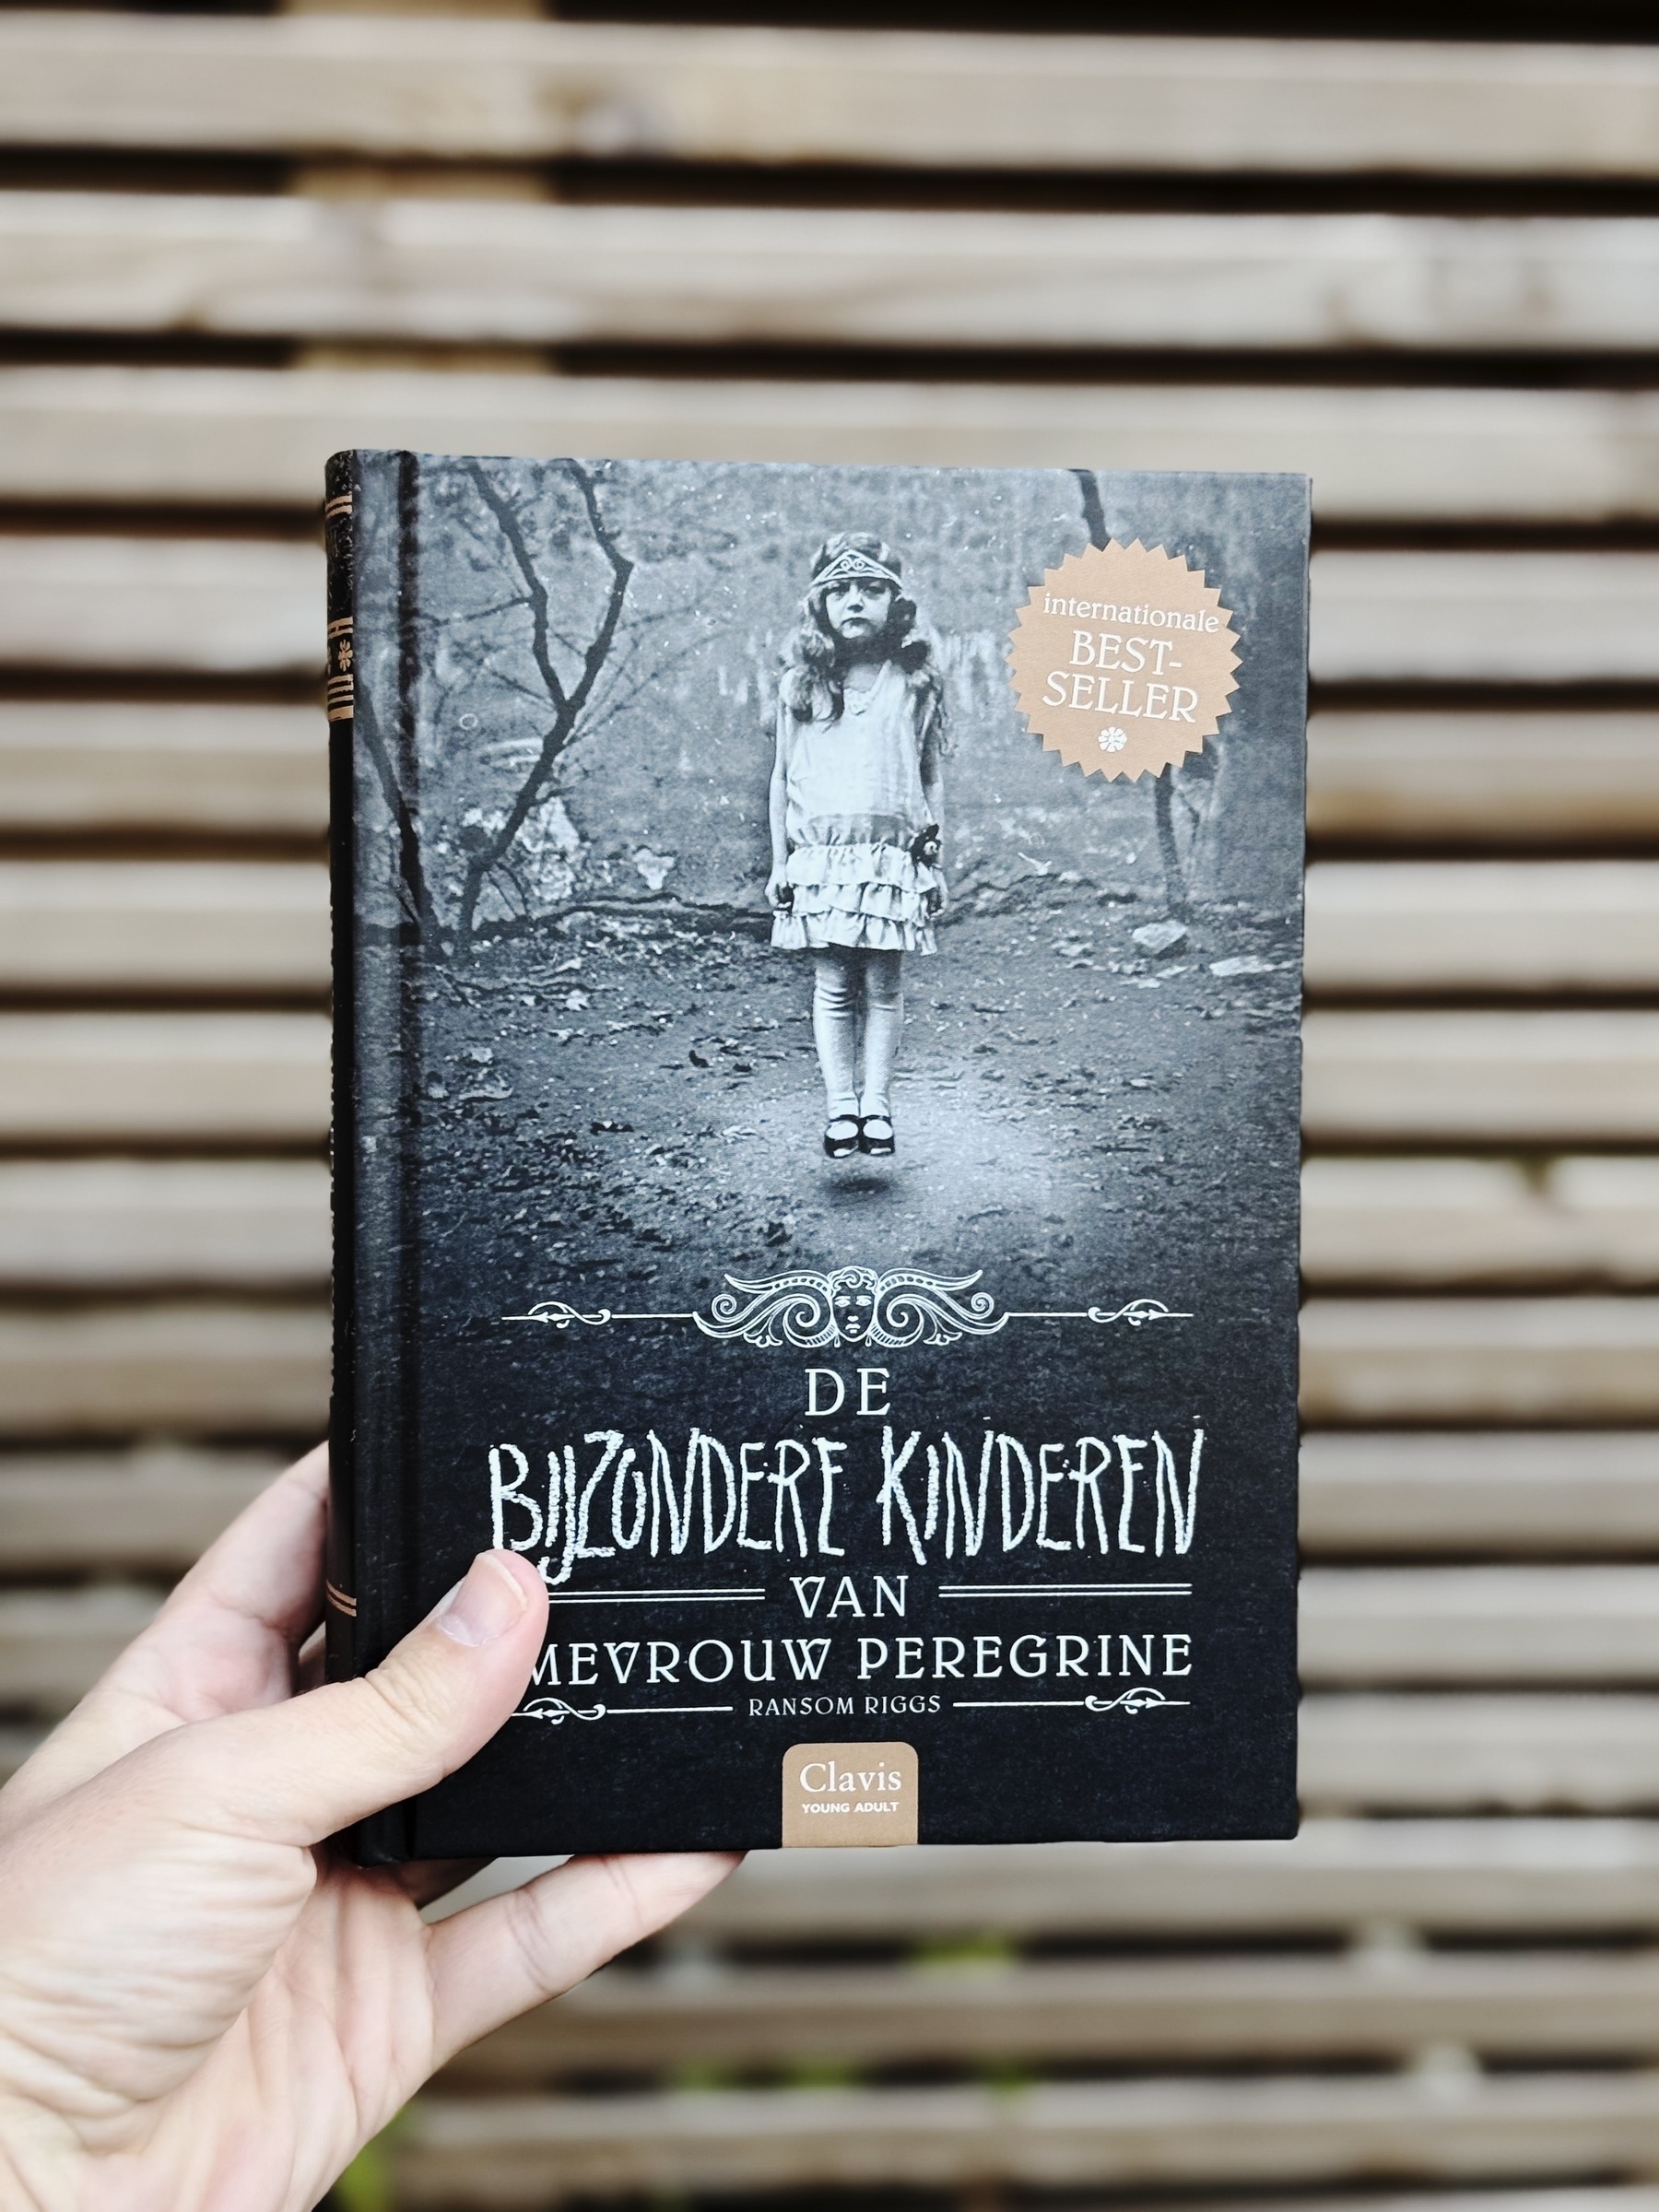 internationale
BEST-
SELLER
DE
BIJZONDERE KINDEREN
VAN
MEVROUW PEREGRINE
RANSOM RIGGS
Clavis
YOUNG ADULT